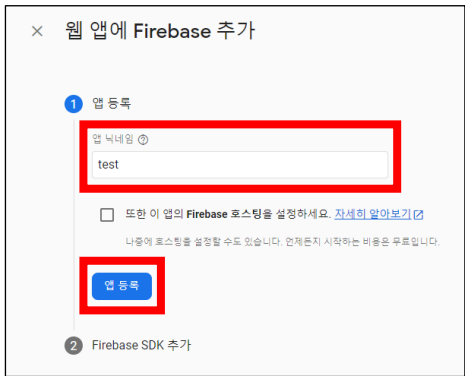 웹 앱에 Firebase 추가
1 앱 등록
앱 닉네임 ?
test
또한 이 앱의 Firebase 호스팅을 설정하세요. 자세히 알아보기
나중에 호스팅을 설정할 수도 있습니다. 언제든지 시작하는 비용은 무료입니다.
앱 등록
2 Firebase SDK 추가